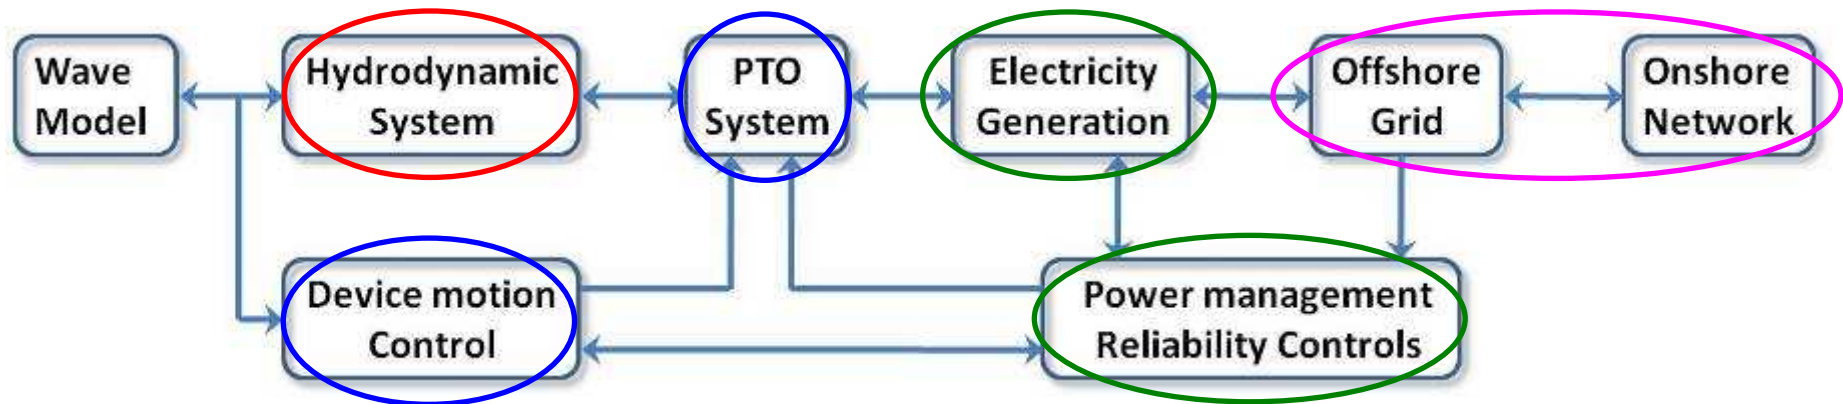 Wave
Model
Hydrodynamic
System
PTO
System
Electricity
Generation
Offshore
Grid
Onshore
Network
Device motion
Control
Power management
Reliability Controls